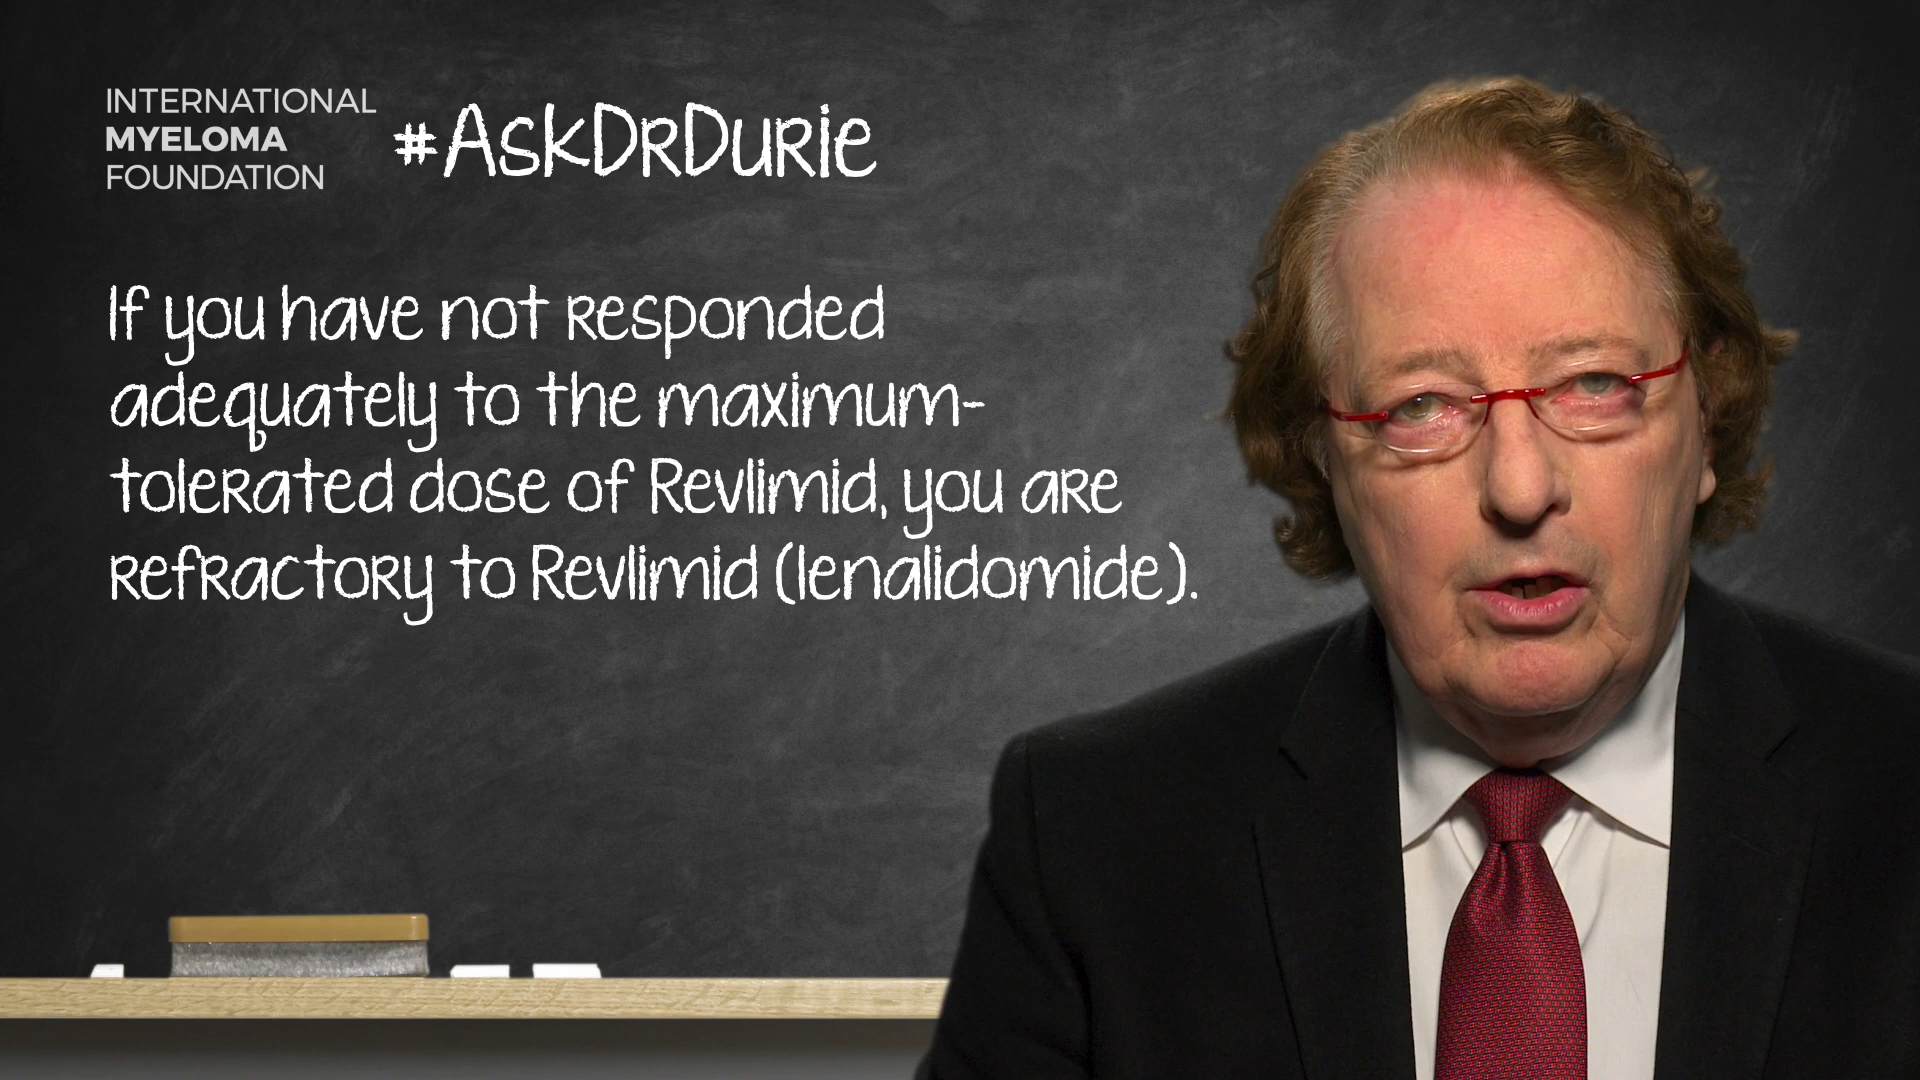 INTERNATIONAL
MYELOMA
FOUNDATION
#AskDrDurie
If you have not responded
adequately to the maximum-
tolerated dose of Revlimid, you are
refractory to Revlimid (lenalidomide).